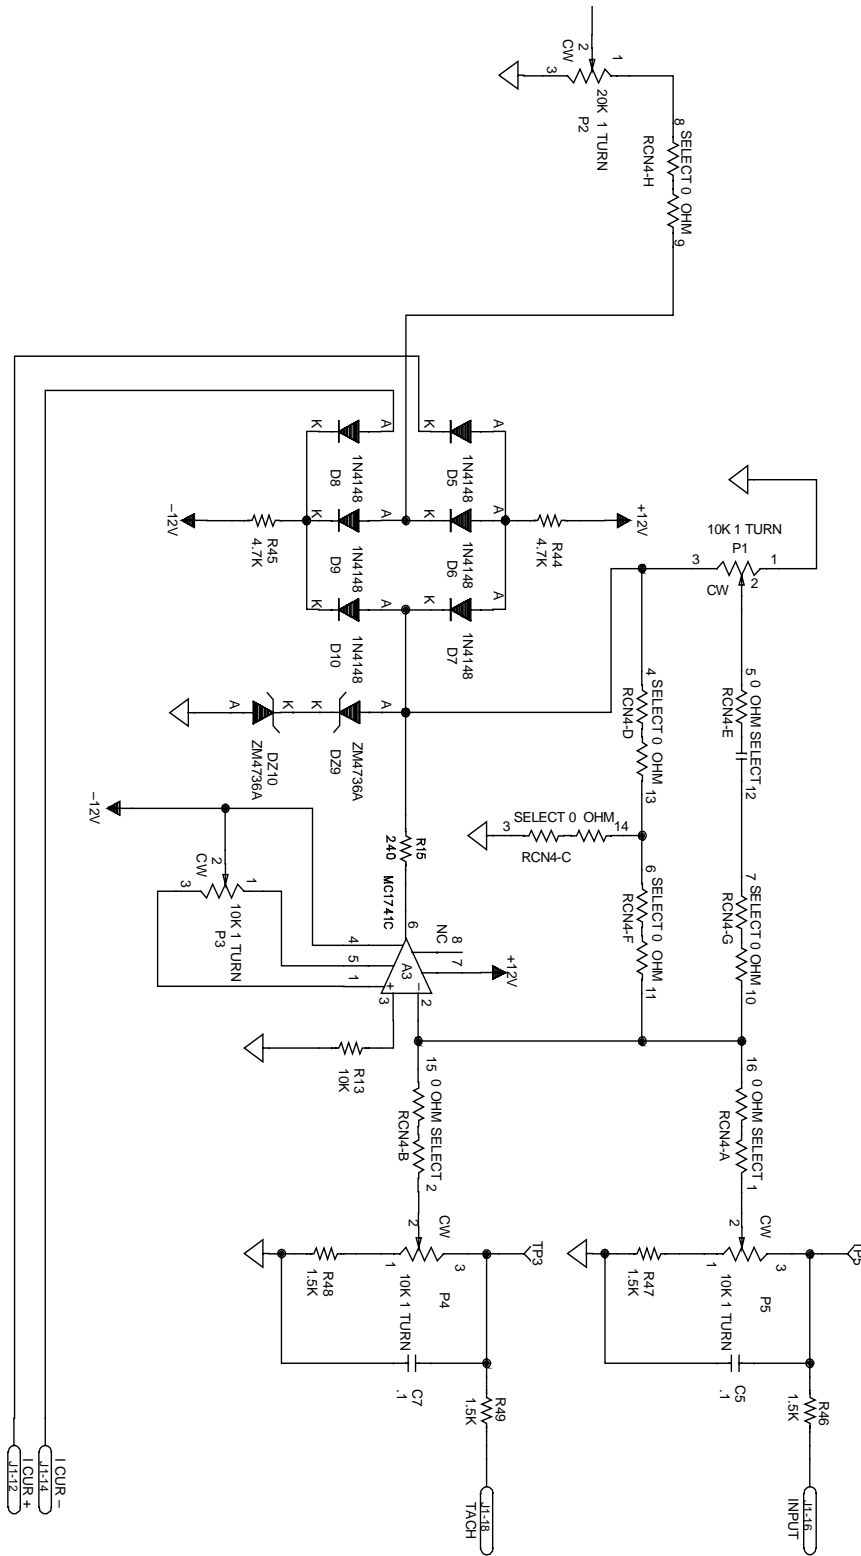 1
2
CW
3
20K 1 TURN
P2
8
SELECT 0 OHM
RCN4-H
9
A
K
1N4148
D8
A
K
1N4148
D5
A
K
1N4148
D9
A
K
1N4148
D6
A
K
1N4148
D10
A
K
1N4148
D7
-12V
R45
4.7K
+12V
R44
4.7K
10K 1 TURN
P1
3
1
2
CW
4
SELECT 0 OHM
RCN4-D
13
5
0 OHM SELECT
RCN4-E
12
A
K
K
A
ZM4736A
DZ9
DZ10
ZM4736A
SELECT 0 OHM
3
14
RCN4-C
6
SELECT 0 OHM
RCN4-F
11
7
SELECT 0 OHM
RCN4-G
10
-12V
2
CW
1
3
10K 1 TURN
P3
R15
240
MC1741C
6
NC
8
7
+12V
4
5
1
A3
+
-
3
2
R13
10K
15
0 OHM SELECT
RCN4-B
2
16
0 OHM SELECT
RCN4-A
1
CW
2
1
3
10K 1 TURN
P4
TP3
R48
1.5K
C7
.1
R49
1.5K
J1-18
TACH
CW
2
1
3
10K 1 TURN
P5
TP5
R47
1.5K
C5
.1
R46
1.5K
J1-16
INPUT
I CUR -
J1-14
I CUR +
J1-12